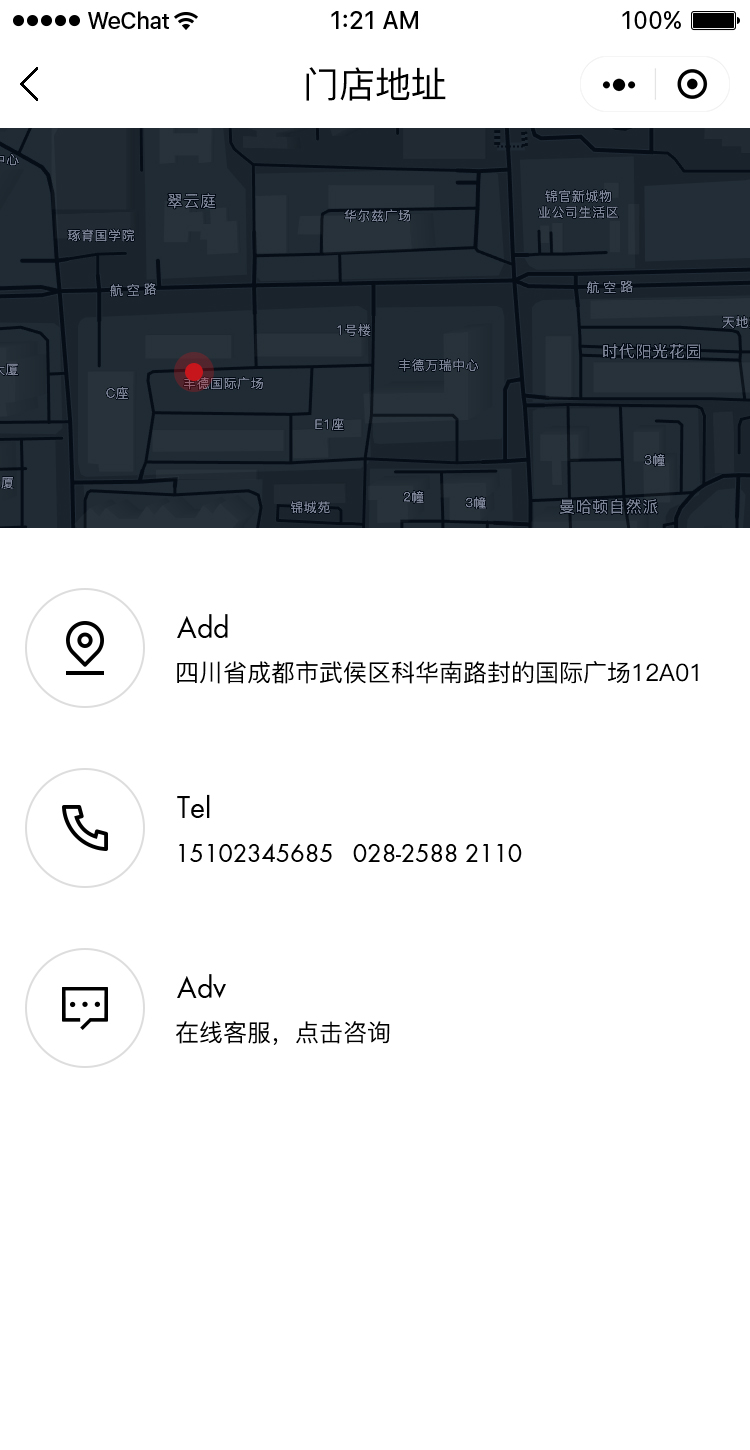 WeChat 1:21 AM 100%
门店地址
中心
翠云庭
锦官新城物
业公司生活区
华尔兹广场
琢育国学院
航空路
航空路
天地
1号楼
时代阳光花园
丰德万瑞中心
大厦
丰德国际广场
C座
E1座
3幢
厦
2幢
3幢
锦城苑
曼哈顿自然派
Add
四川省成都市武侯区科华南路封的国际广场12A01
Tel
15102345685 028-2588 2110
Adv
在线客服，点击咨询